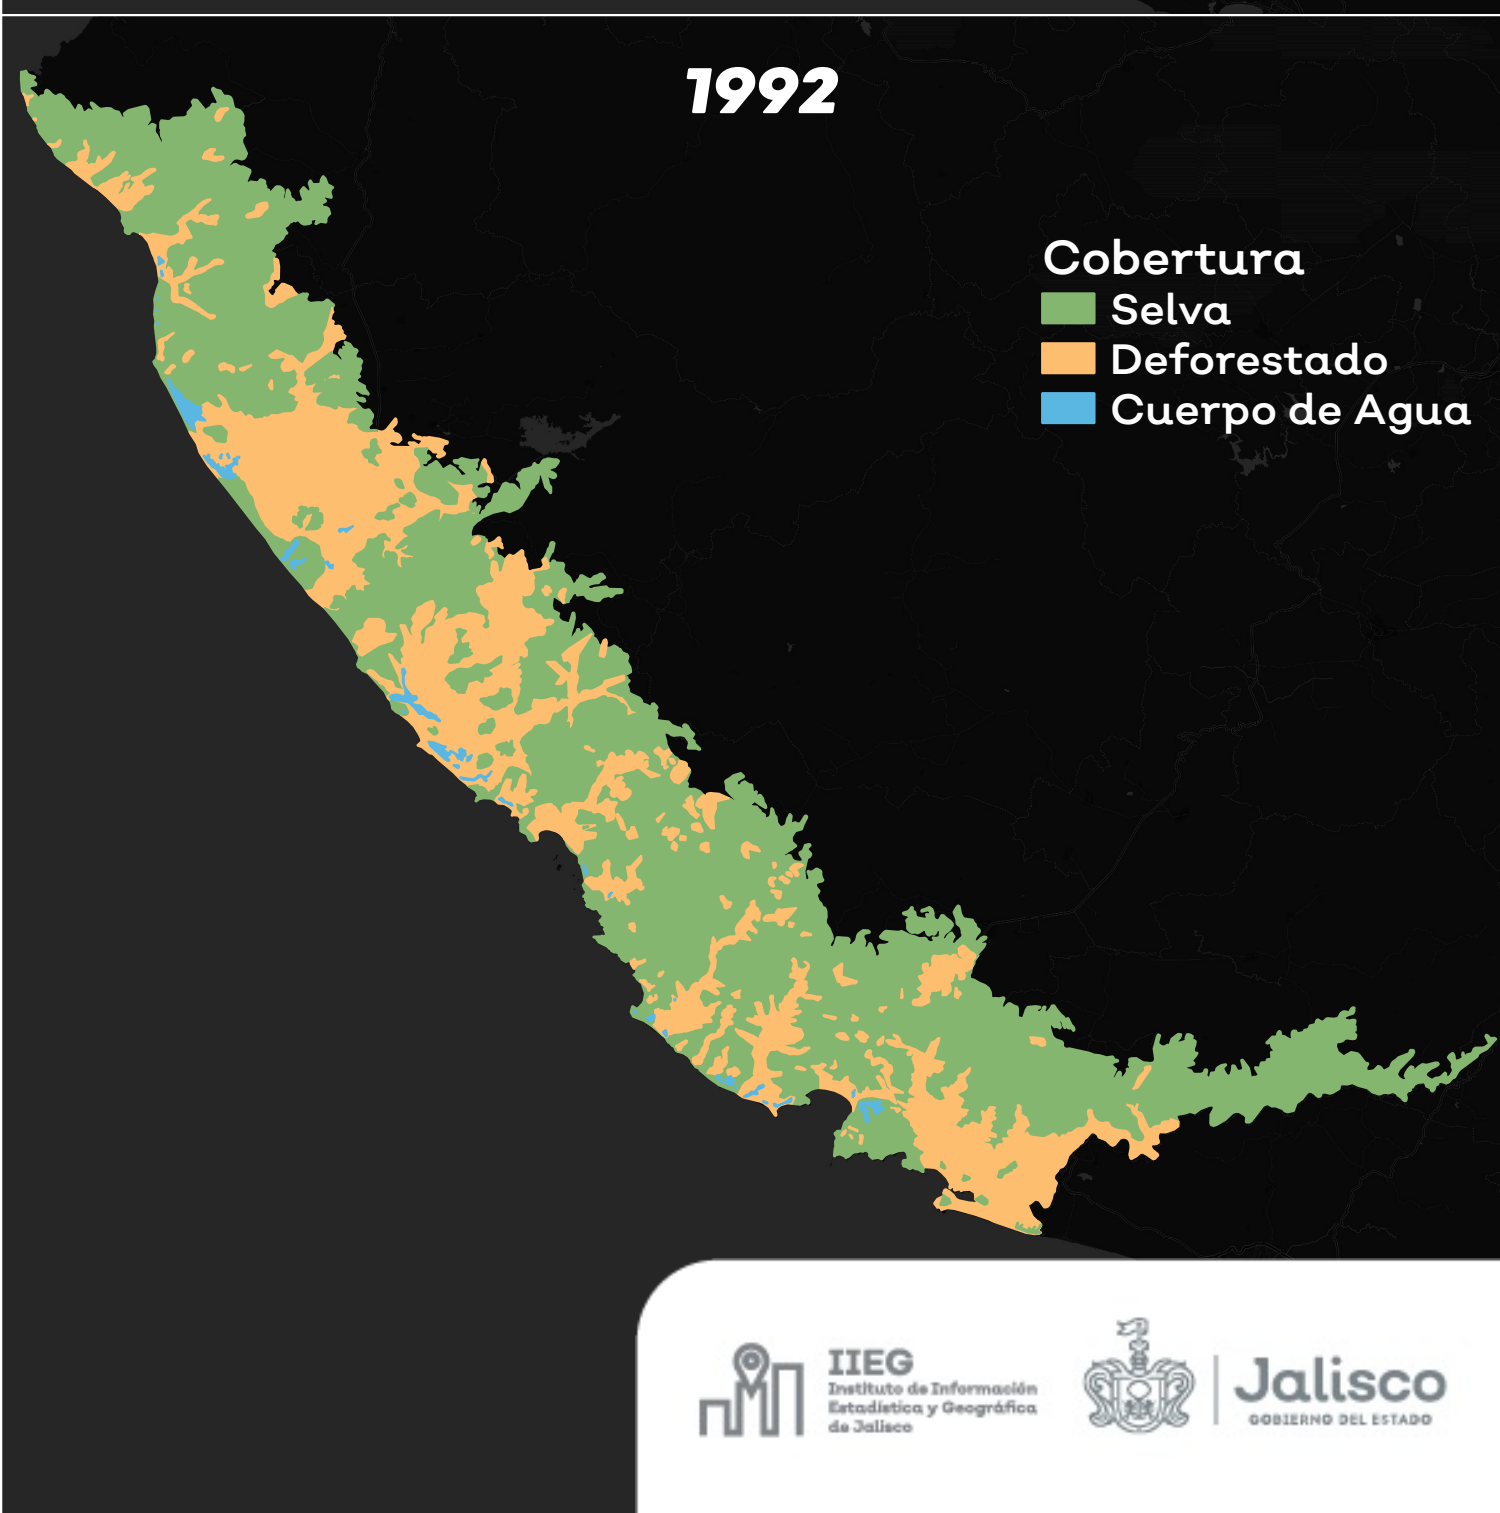 1992
Cobertura
Selva
Deforestado
Cuerpo de Agua
IIEG
Instituto de Información
Estadística y Geográfica
de Jalisco
Jalisco
GOBIERNO DEL ESTADO